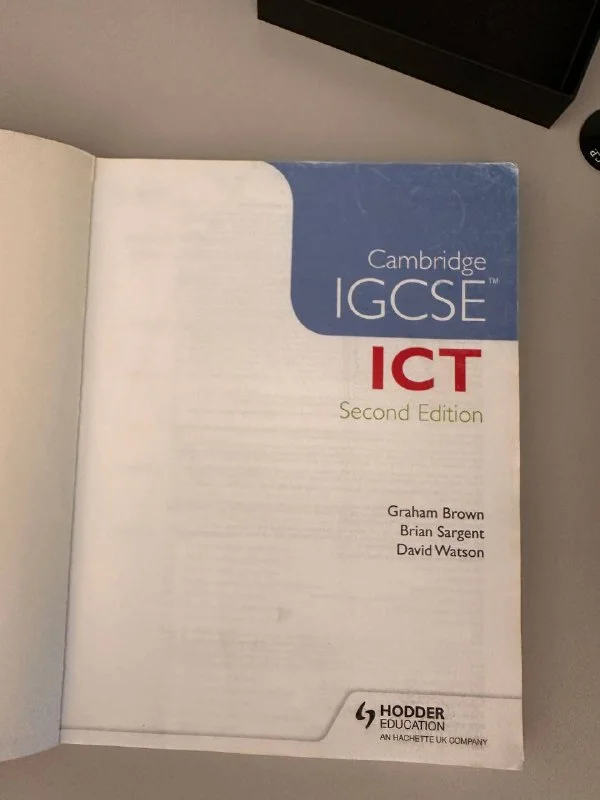 Cambridge
IGCSE™
ICT
Second Edition
Graham Brown
Brian Sargent
David Watson
HODDER
EDUCATION
AN HACHETTE UK COMPANY